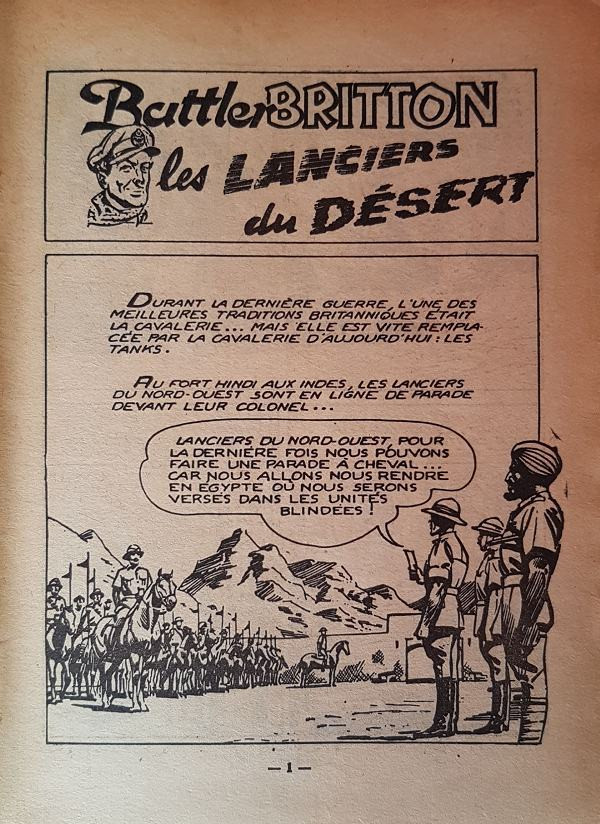 Battler BRITTON
les LANCIERS
du DÉSERT
DURANT LA DERNIÈRE GUERRE, L'UNE DES
MEILLEURES TRADITIONS BRITANNIQUES ETAIT
LA CAVALERIE... MAIS ELLE EST VITE REMPLA-
CÉE PAR LA CAVALERIE D'AUJOURD'HUI : LES
TANKS.
AU FORT HINDI AUX INDES, LES LANCIERS
DU NORD-OUEST SONT EN LIGNE DE PARADE
DEVANT LEUR COLONEL...
LANCIERS DU NORD-OUEST, POUR
LA DERNIÈRE FOIS NOUS POUVONS
FAIRE UNE PARADE À CHEVAL...
CAR NOUS ALLONS NOUS RENDRE
EN EGYPTE OÙ NOUS SERONS
VERSÉS DANS LES UNITÉS
BLINDÉES !
— 1 —